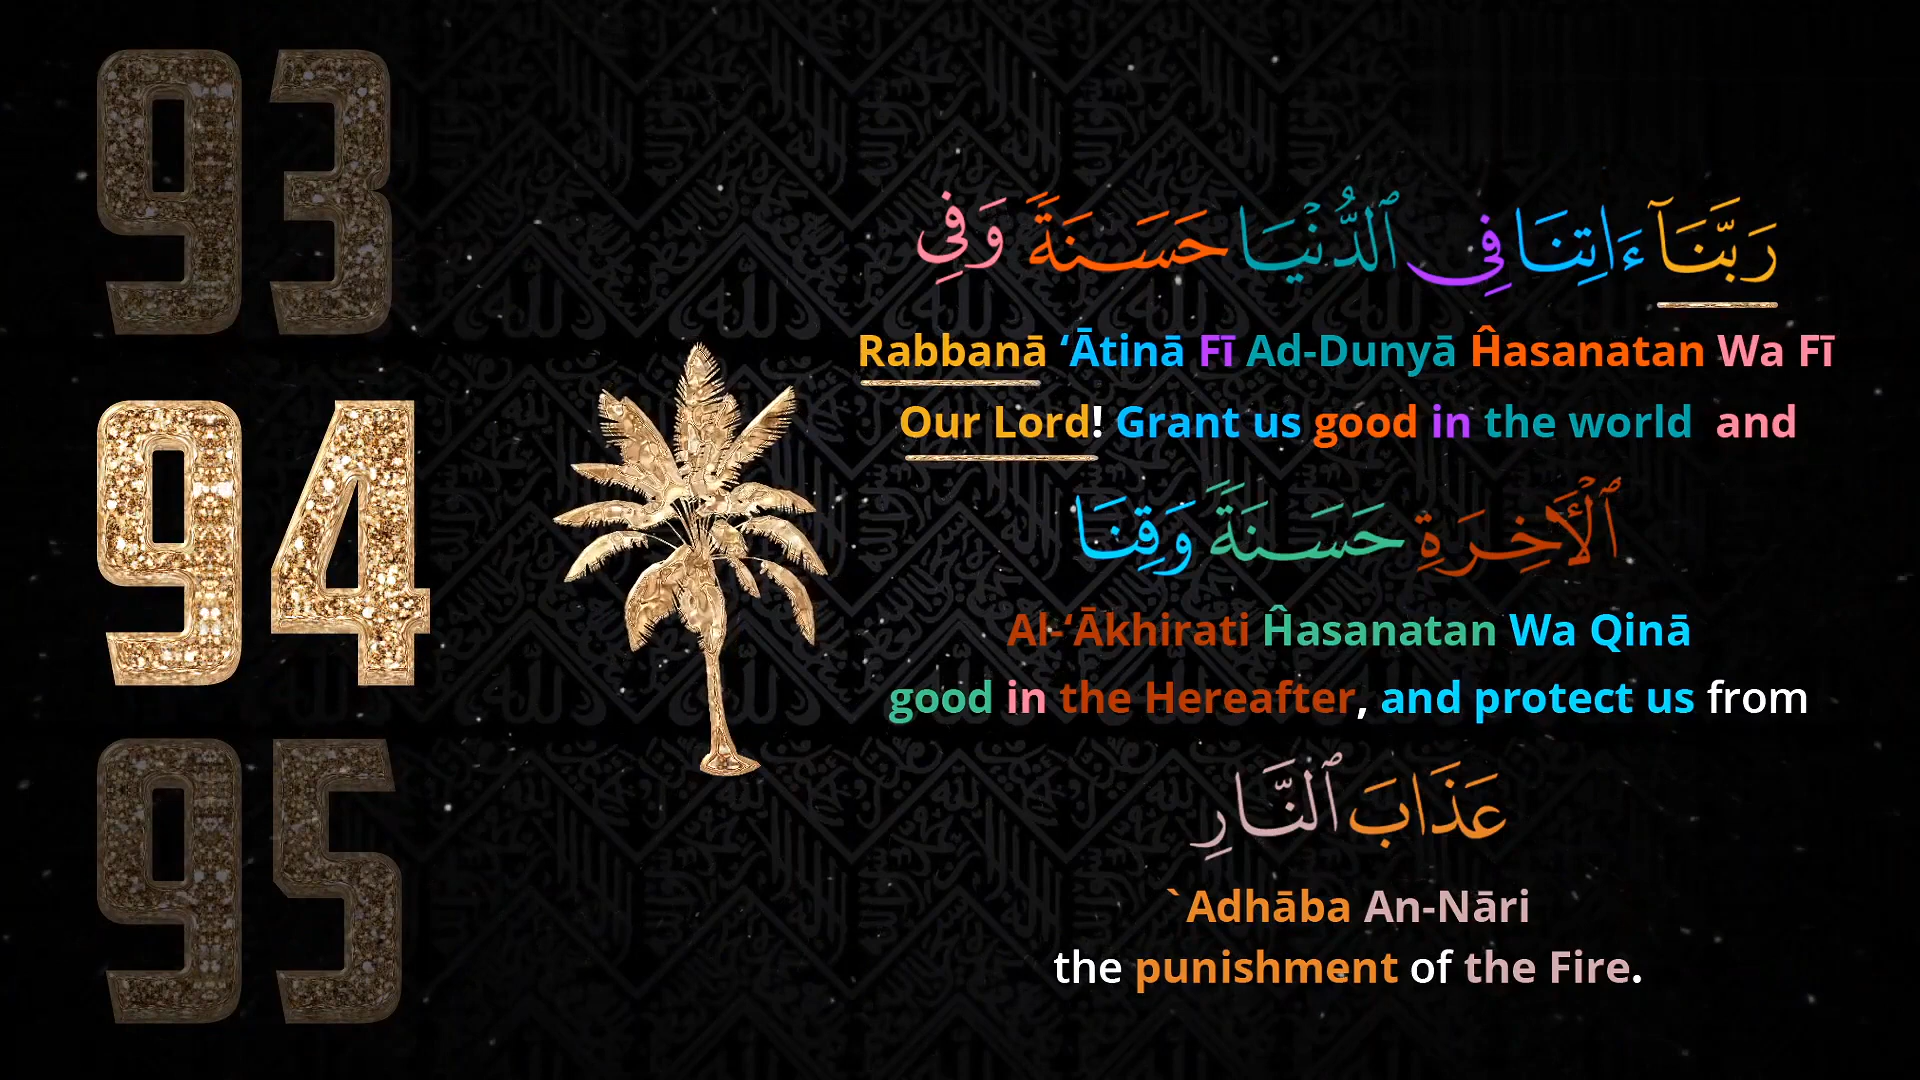 93
94
95
رَبَّنَآ ءَاتِنَا فِى ٱلدُّنْيَا حَسَنَةً وَفِى
Rabbanā ‘Ātinā Fī Ad-Dunyā Ĥasanatan Wa Fī
Our Lord! Grant us good in the world and
ٱلْأَخِرَةِ حَسَنَةً وَقِنَا
Al-‘Ākhirati Ĥasanatan Wa Qinā
good in the Hereafter, and protect us from
عَذَابَ ٱلنَّارِ
`Adhāba An-Nāri
the punishment of the Fire.